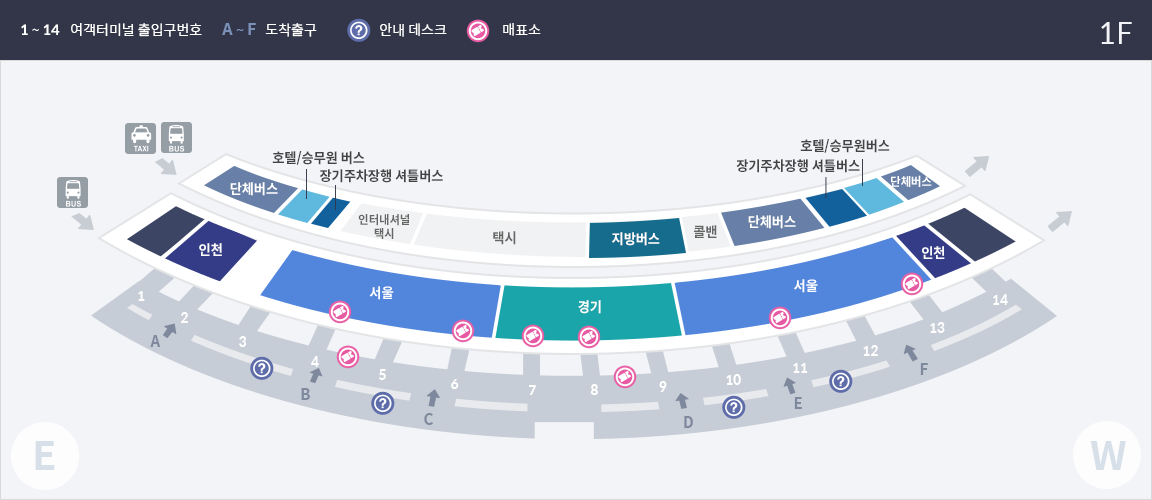 1 ~ 14 여객터미널 출입구번호 A ~ F 도착출구 안내 데스크 매표소 1F
TAXI BUS
호텔/승무원 버스
장기주차장행 셔틀버스
호텔/승무원버스
장기주차장행 셔틀버스
BUS
단체버스
인터내셔널
택시
택시
지방버스
콜밴
단체버스
단체버스
인천
서울
경기
서울
인천
1
2
3
4
5
6
7
8
9
10
11
12
13
14
A
B
C
D
E
F
E
W